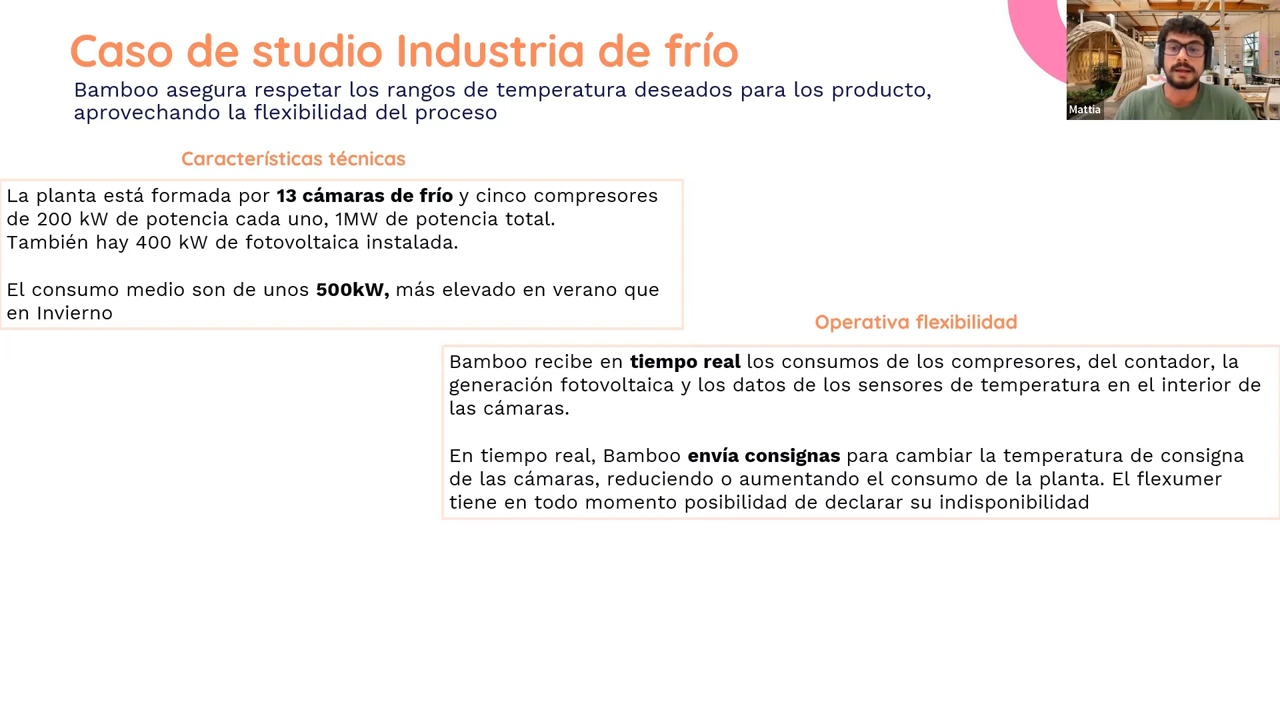 Caso de studio Industria de frío
Bamboo asegura respetar los rangos de temperatura deseados para los producto,
aprovechando la flexibilidad del proceso
Mattia
Características técnicas
La planta está formada por 13 cámaras de frío y cinco compresores
de 200 kW de potencia cada uno, 1MW de potencia total.
También hay 400 kW de fotovoltaica instalada.
El consumo medio son de unos 500kW, más elevado en verano que
en Invierno
Operativa flexibilidad
Bamboo recibe en tiempo real los consumos de los compresores, del contador, la
generación fotovoltaica y los datos de los sensores de temperatura en el interior de
las cámaras.
En tiempo real, Bamboo envía consignas para cambiar la temperatura de consigna
de las cámaras, reduciendo o aumentando el consumo de la planta. El flexumer
tiene en todo momento posibilidad de declarar su indisponibilidad